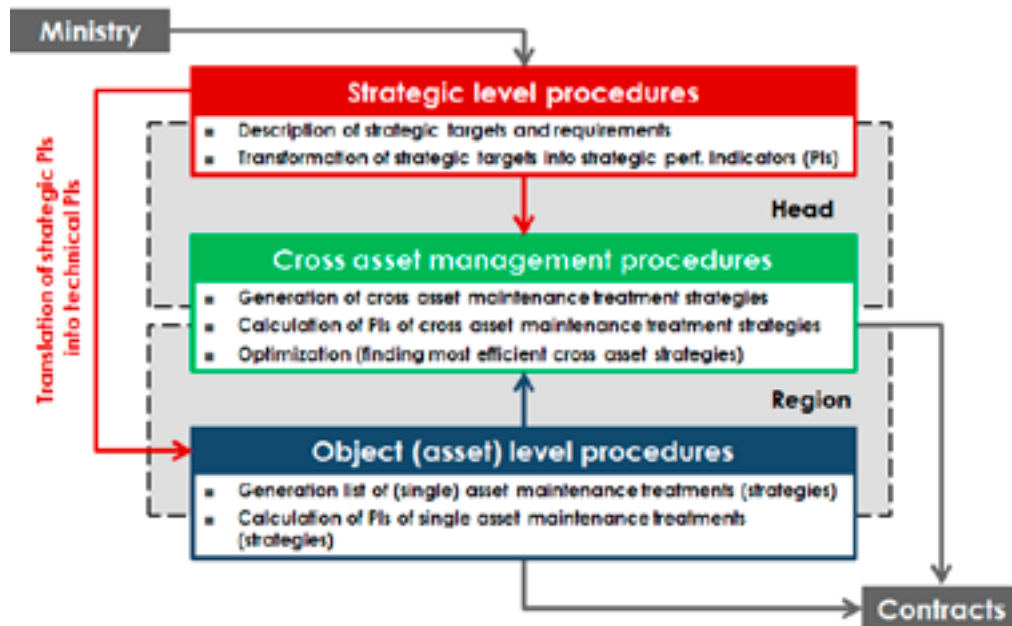 Ministry
Strategic level procedures
▪ Description of strategic targets and requirements
▪ Transformation of strategic targets into strategic perf. Indicators (PIs)
Translation of strategic PIs
into technical PIs
Head
Cross asset management procedures
▪ Generation of cross asset maintenance treatment strategies
▪ Calculation of PIs of cross asset maintenance treatment strategies
▪ Optimization (finding most efficient cross asset strategies)
Region
Object (asset) level procedures
▪ Generation list of (single) asset maintenance treatments (strategies)
▪ Calculation of PIs of single asset maintenance treatments
(strategies)
Contracts